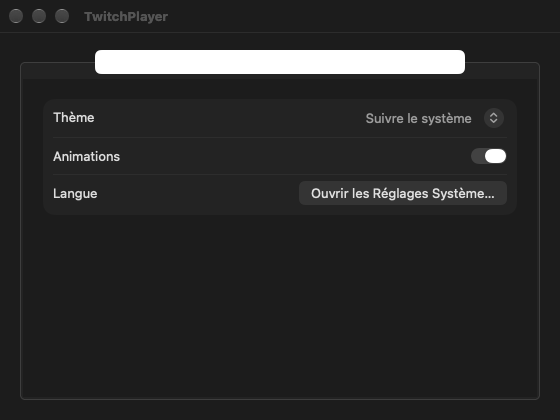 TwitchPlayer
Thème
Suivre le système
Animations
Langue
Ouvrir les Réglages Système...